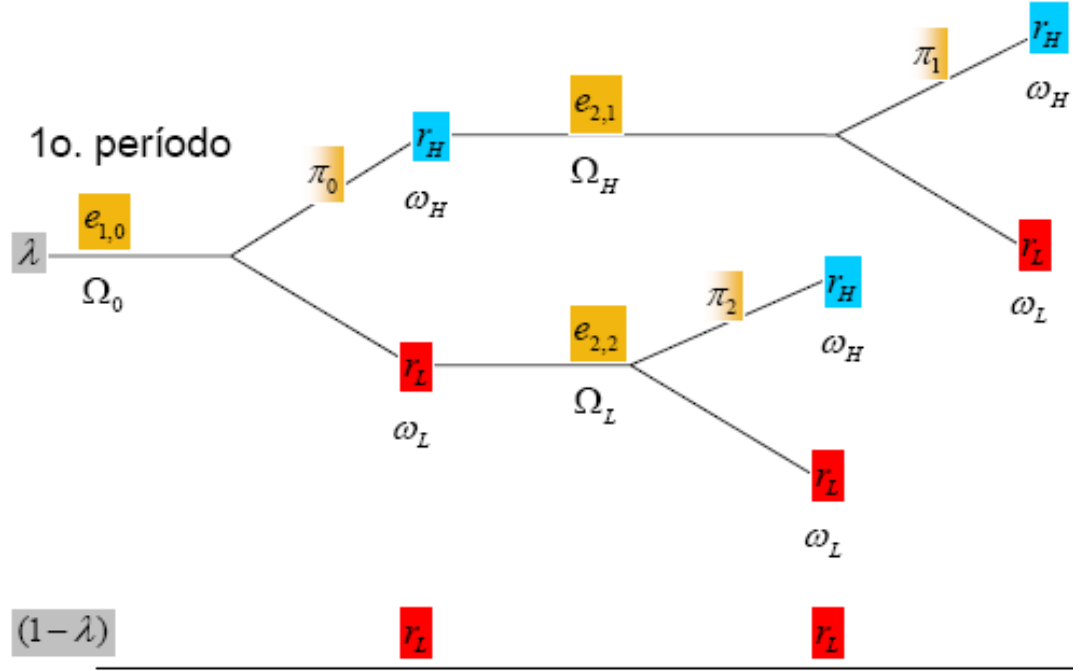 r_H
π_1
ω_H
e_{2,1}
1o. período
r_H
Ω_H
π_0
ω_H
e_{1,0}
λ
r_L
Ω_0
r_H
π_2
ω_L
e_{2,2}
ω_H
r_L
Ω_L
ω_L
r_L
ω_L
(1−λ) r_L r_L